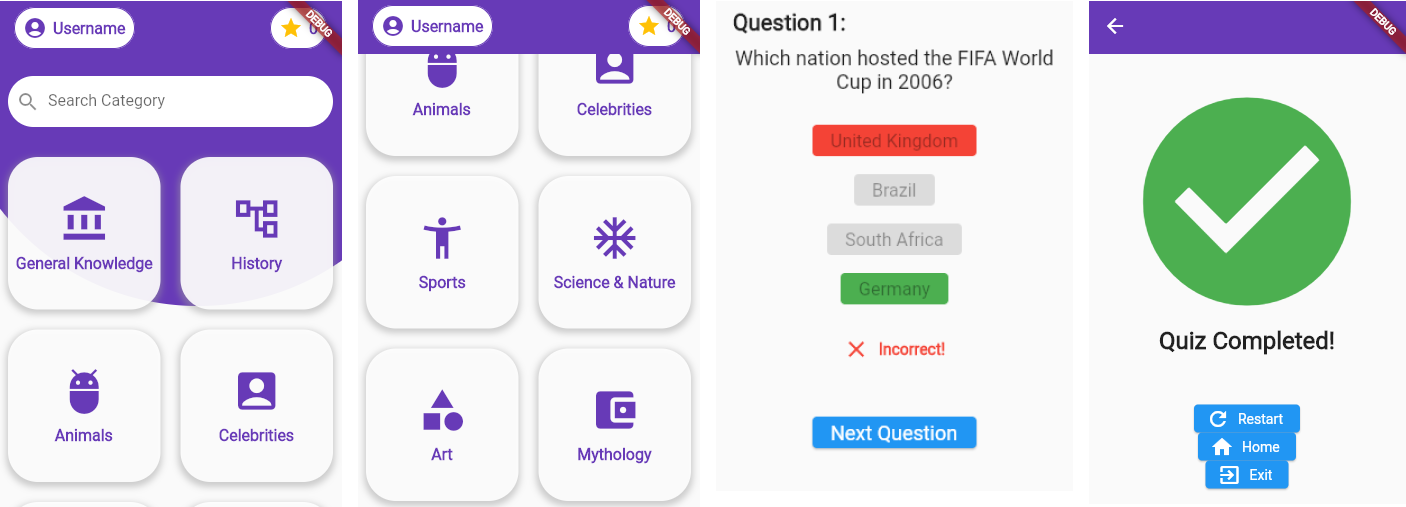 Username
0
DEBUG
Search Category
General Knowledge
History
Animals
Celebrities
Username
0
DEBUG
Animals
Celebrities
Sports
Science & Nature
Art
Mythology
Question 1:
Which nation hosted the FIFA World
Cup in 2006?
United Kingdom
Brazil
South Africa
Germany
Incorrect!
Next Question
DEBUG
Quiz Completed!
Restart
Home
Exit